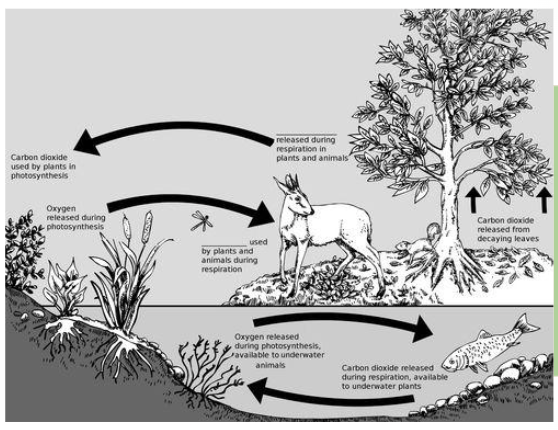 ____________
released during
respiration in
plants and animals
Carbon dioxide
used by plants in
photosynthesis
Oxygen
released during
photosynthesis
__________ used
by plants and
animals during
respiration
Carbon dioxide
released from
decaying leaves
Oxygen released
during photosynthesis,
available to underwater
animals
Carbon dioxide released
during respiration, available
to underwater plants